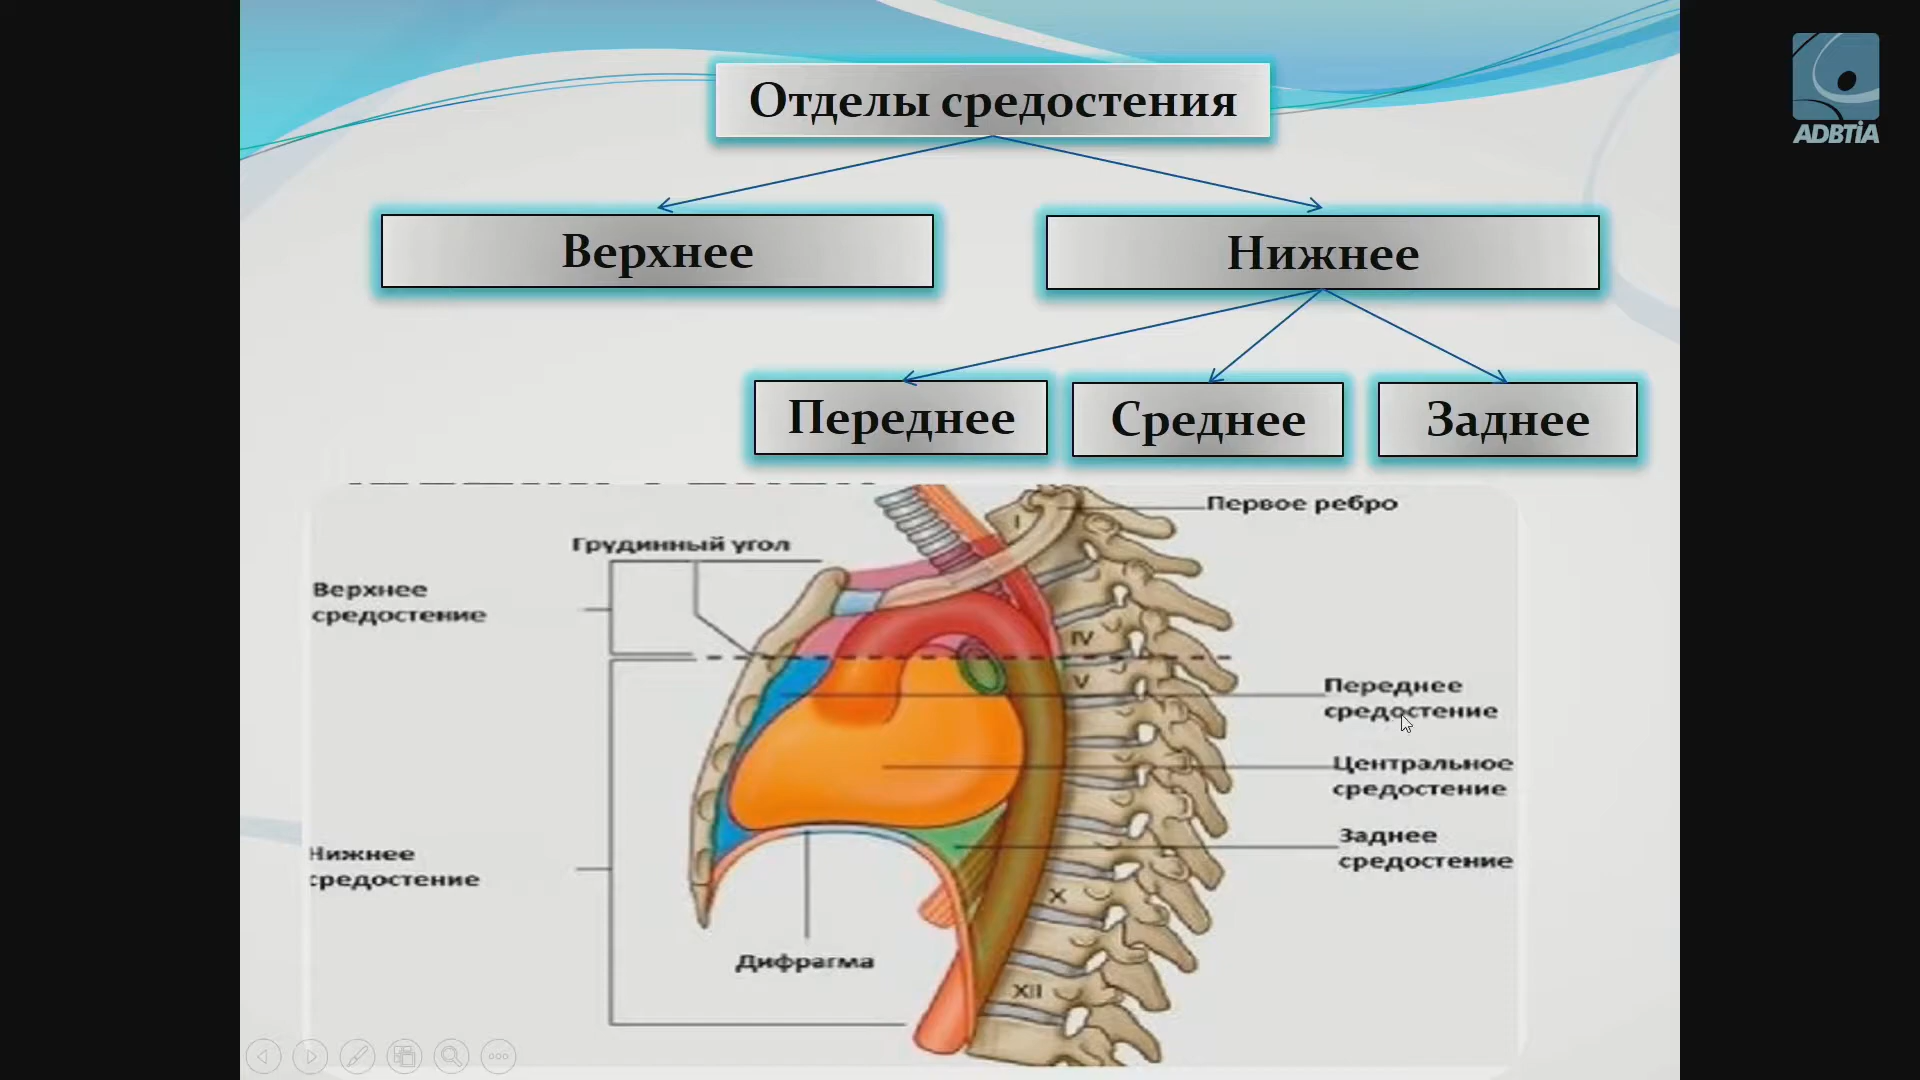 Отделы средостения
ADBTiA
Верхнее
Нижнее
Переднее
Среднее
Заднее
Первое ребро
Грудинный угол
Верхнее
средостение
I
IV
V
Переднее
средостение
Центральное
средостение
Заднее
средостение
Нижнее
средостение
X
Дифрагма
XII